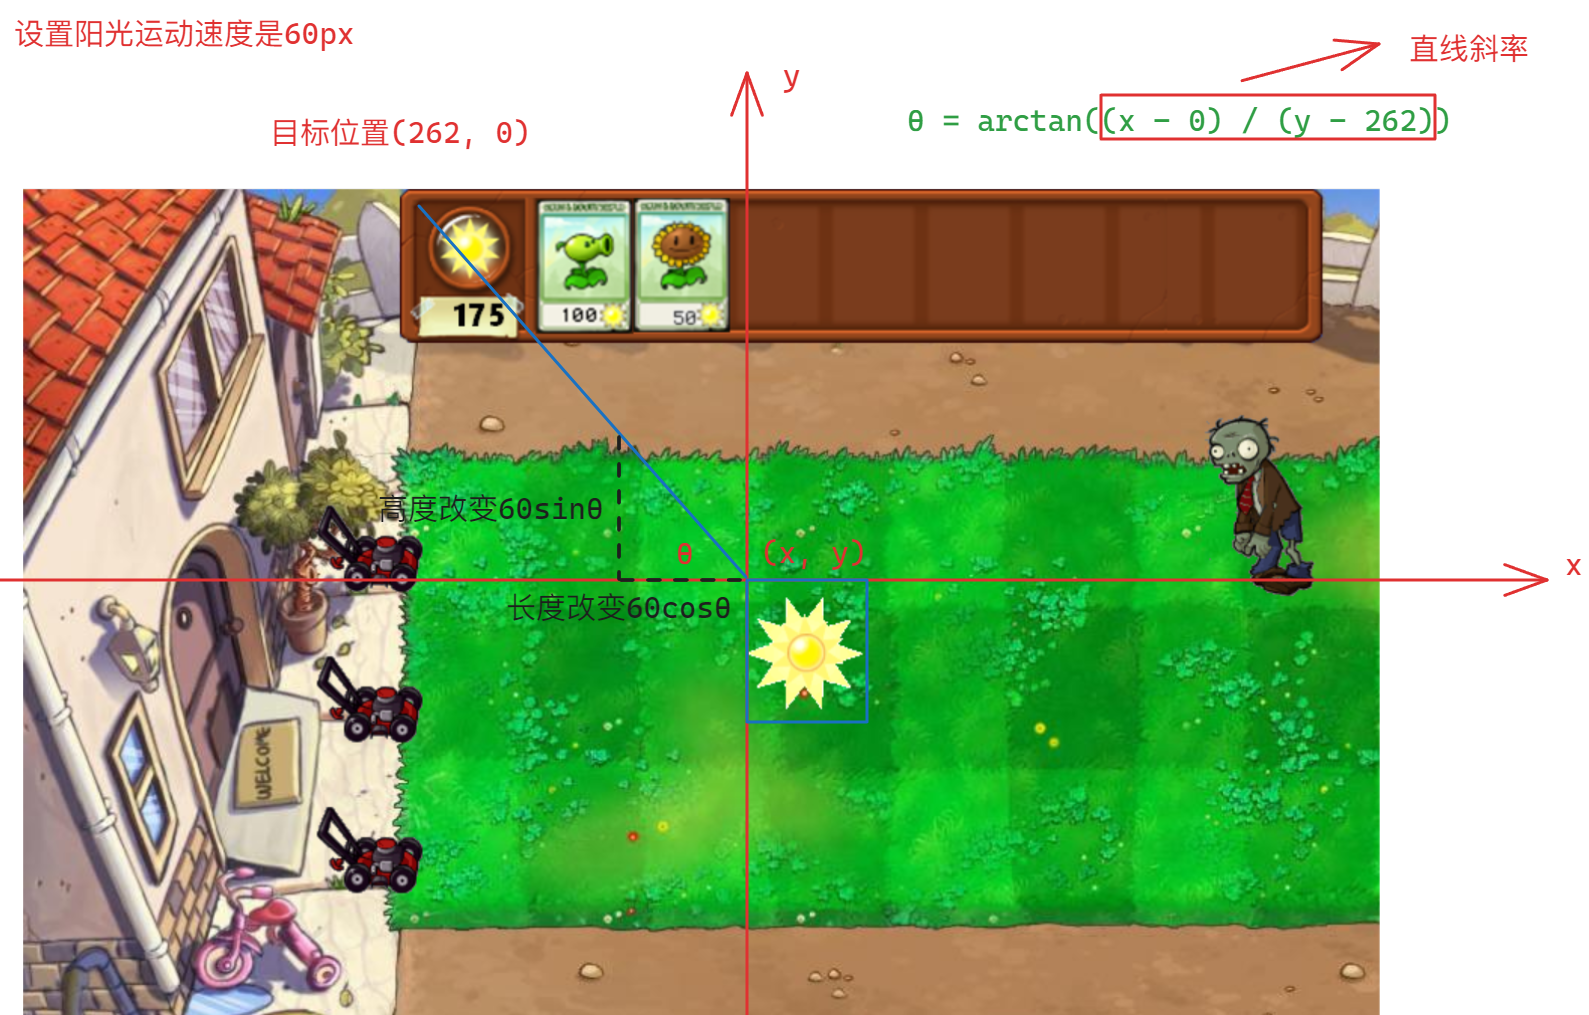 设置阳光运动速度是60px
直线斜率
y
目标位置(262, 0)
θ = arctan((x - 0) / (y - 262))
175
100
50
高度改变60sinθ
θ
(x, y)
x
长度改变60cosθ
WELCOME